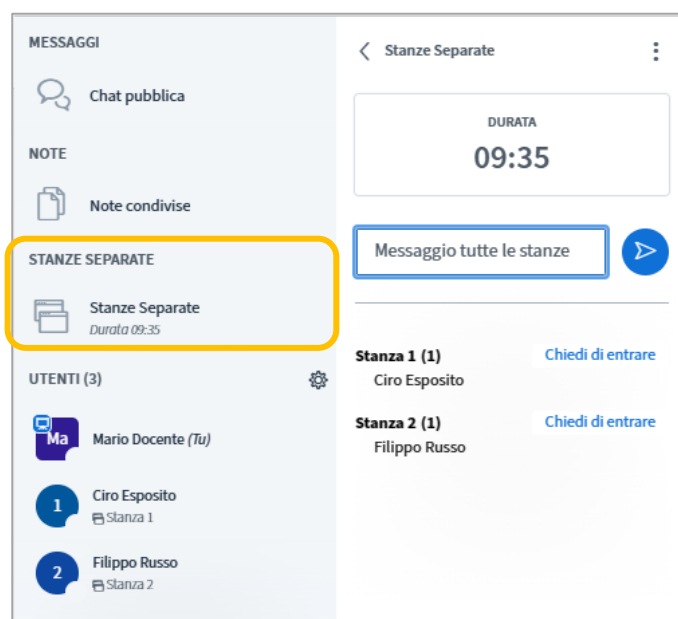 MESSAGGI
Chat pubblica
NOTE
Note condivise
STANZE SEPARATE
Stanze Separate
Durata 09:35
UTENTI (3)
Ma
Mario Docente (Tu)
1
Ciro Esposito
Stanza 1
2
Filippo Russo
Stanza 2
Stanze Separate
DURATA
09:35
Messaggio tutte le stanze
Stanza 1 (1) Chiedi di entrare
Ciro Esposito
Stanza 2 (1) Chiedi di entrare
Filippo Russo